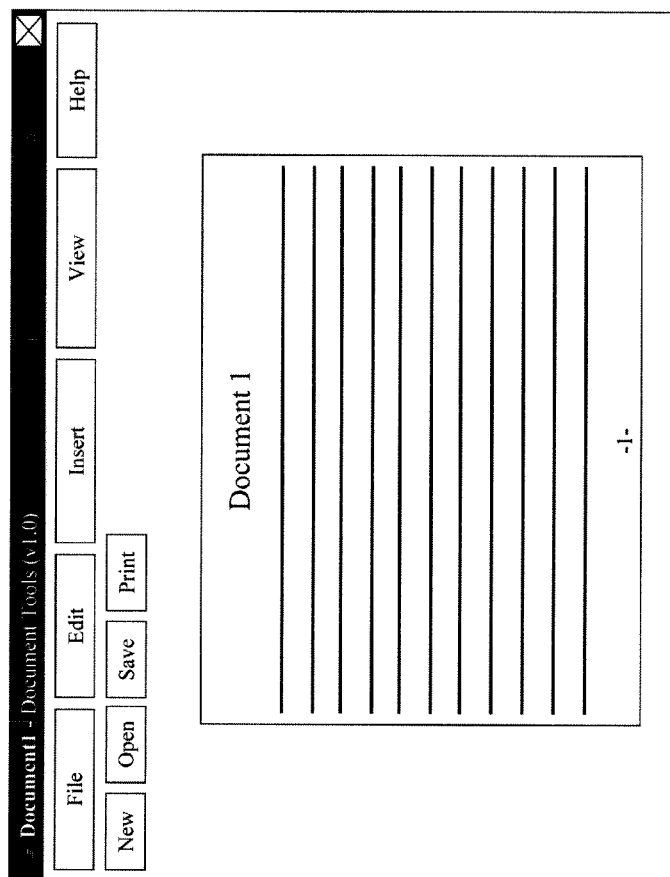 Document1 - Document Tools (v1.0)
File Edit Insert View Help
New Open Save Print
Document 1
-1-